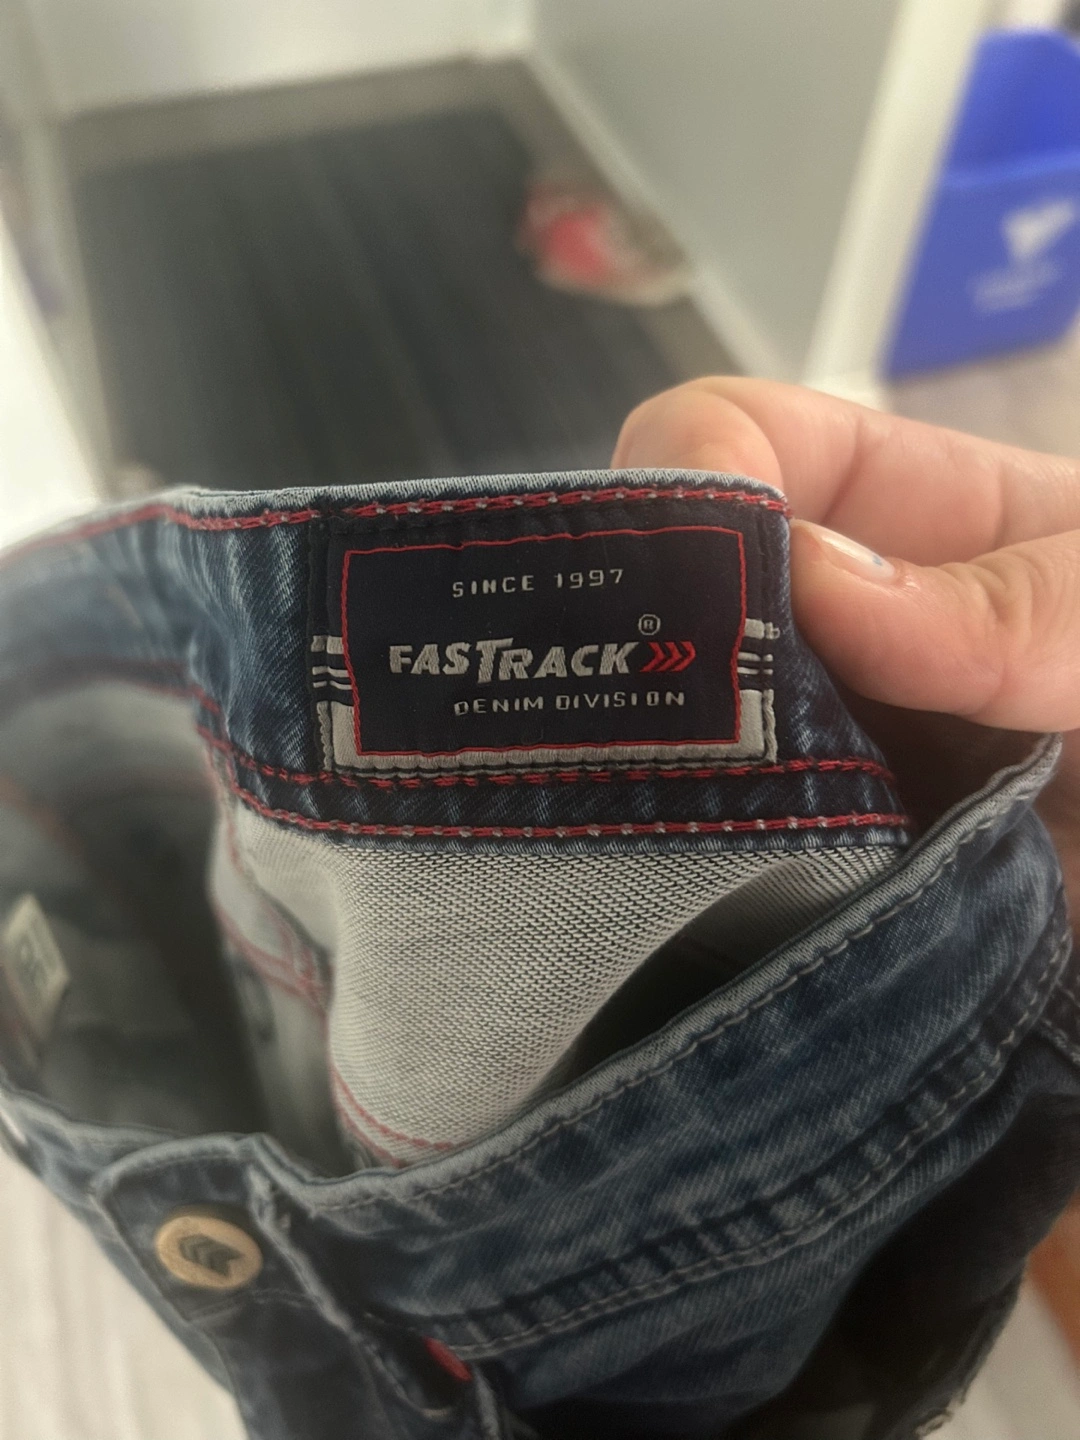 SINCE 1997
FASTRACK®
DENIM DIVISION